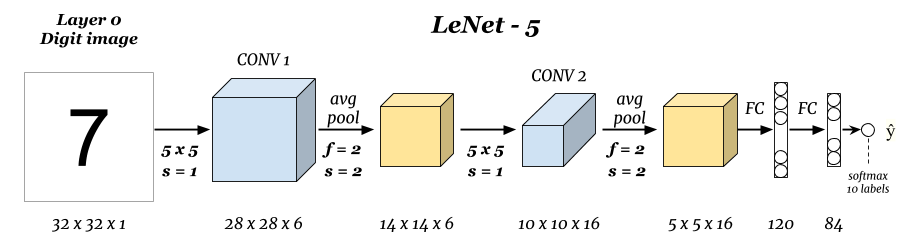 Layer 0
Digit image
LeNet - 5
7
CONV 1
CONV 2
5 x 5
s = 1
avg
pool
f = 2
s = 2
5 x 5
s = 1
avg
pool
f = 2
s = 2
FC
FC
ŷ
softmax
10 labels
32 x 32 x 1
28 x 28 x 6
14 x 14 x 6
10 x 10 x 16
5 x 5 x 16
120
84